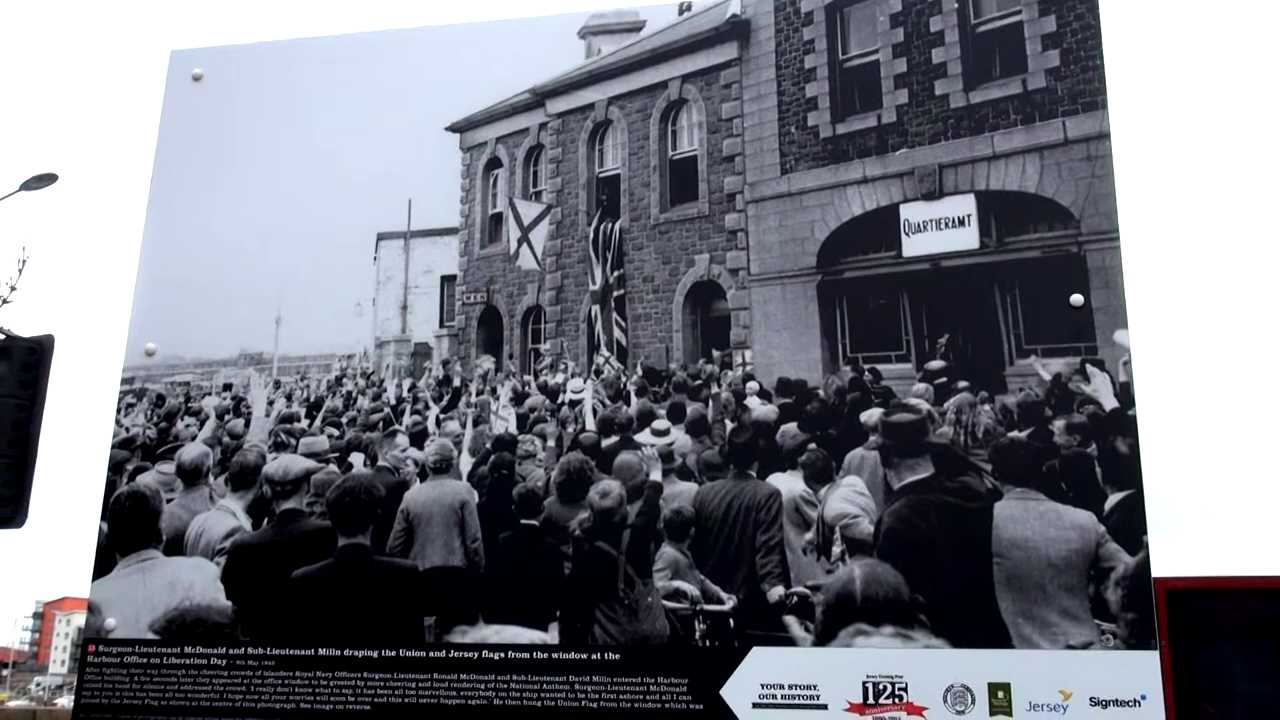 QUARTIERAMT
Surgeon-Lieutenant McDonald and Sub-Lieutenant Milln draping the Union and Jersey flags from the window at the
Harbour Office on Liberation Day - 9th May 1945
After fighting their way through the cheering crowds of islanders Royal Navy Officers Surgeon-Lieutenant Ronald McDonald and Sub-Lieutenant David Milln entered the Harbour
Office building. A few seconds later they appeared at the office window to be greeted by more cheering and loud rendering of the National Anthem. Surgeon-Lieutenant McDonald
raised his hand for silence and addressed the crowd. 'I really don't know what to say, it has been all too marvellous, everybody on the ship wanted to be the first ashore and all I can
say to you is this has been all too wonderful. I hope now all your worries will soon be over and this will never happen again.' He then hung the Union Flag from the window which was
joined by the Jersey Flag as shown at the centre of this photograph. See image on reverse.
YOUR STORY,
OUR HISTORY
Jersey Evening Post
125
anniversary
1890-2015
Jersey
Signtech